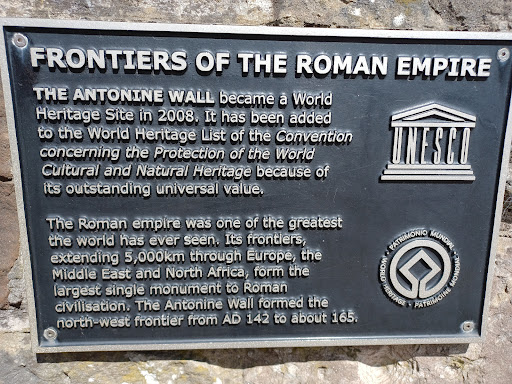 FRONTIERS OF THE ROMAN EMPIRE
THE ANTONINE WALL became a World
Heritage Site in 2008. It has been added
to the World Heritage List of the Convention
concerning the Protection of the World
Cultural and Natural Heritage because of
its outstanding universal value.
UNESCO
The Roman empire was one of the greatest
the world has ever seen. Its frontiers,
extending 5,000km through Europe, the
Middle East and North Africa, form the
largest single monument to Roman
civilisation. The Antonine Wall formed the
north-west frontier from AD 142 to about 165.
PATRIMONIO MUNDIAL • WORLD HERITAGE • PATRIMOINE MONDIAL •